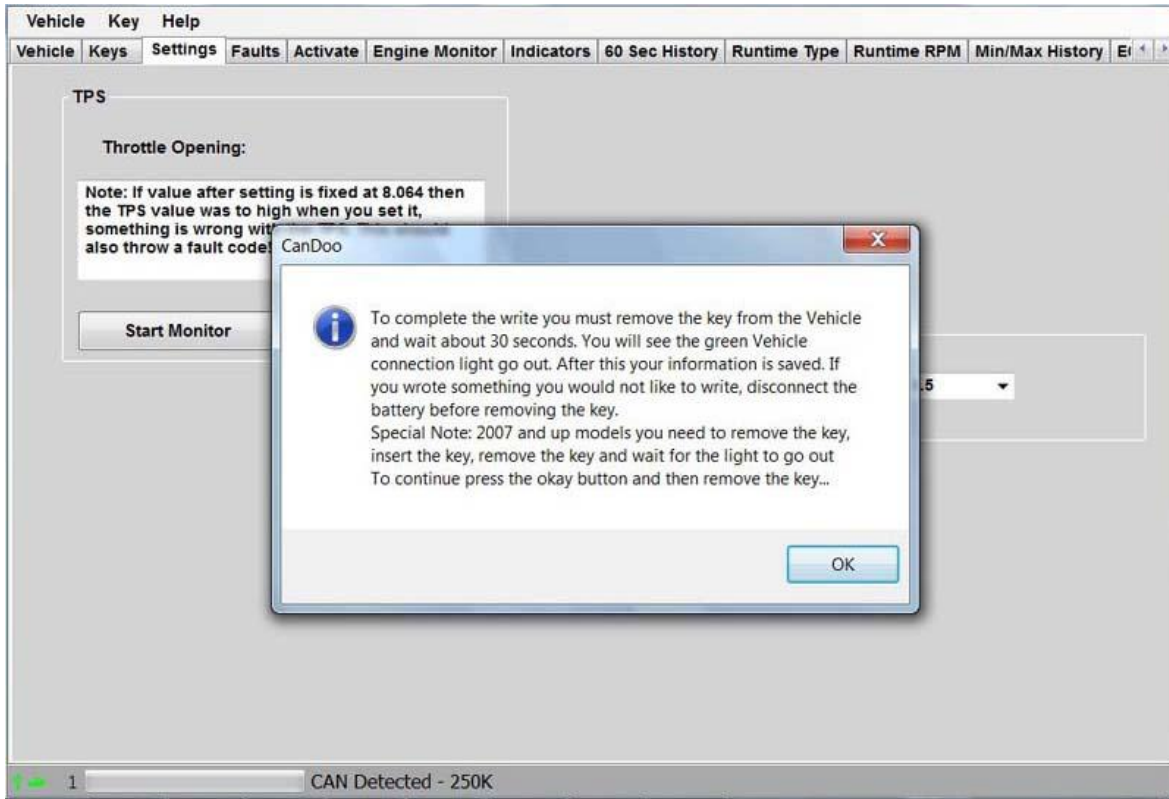 Vehicle Key Help
Vehicle Keys Settings Faults Activate Engine Monitor Indicators 60 Sec History Runtime Type Runtime RPM Min/Max History
TPS
Throttle Opening:
Note: If value after setting is fixed at 8.064 then
the TPS value was to high when you set it,
something is wrong
also throw a fault code!
Start Monitor
CanDoo
To complete the write you must remove the key from the Vehicle
and wait about 30 seconds. You will see the green Vehicle
connection light go out. After this your information is saved. If
you wrote something you would not like to write, disconnect the
battery before removing the key.
Special Note: 2007 and up models you need to remove the key,
insert the key, remove the key and wait for the light to go out
To continue press the okay button and then remove the key...
OK
.5
1 CAN Detected - 250K